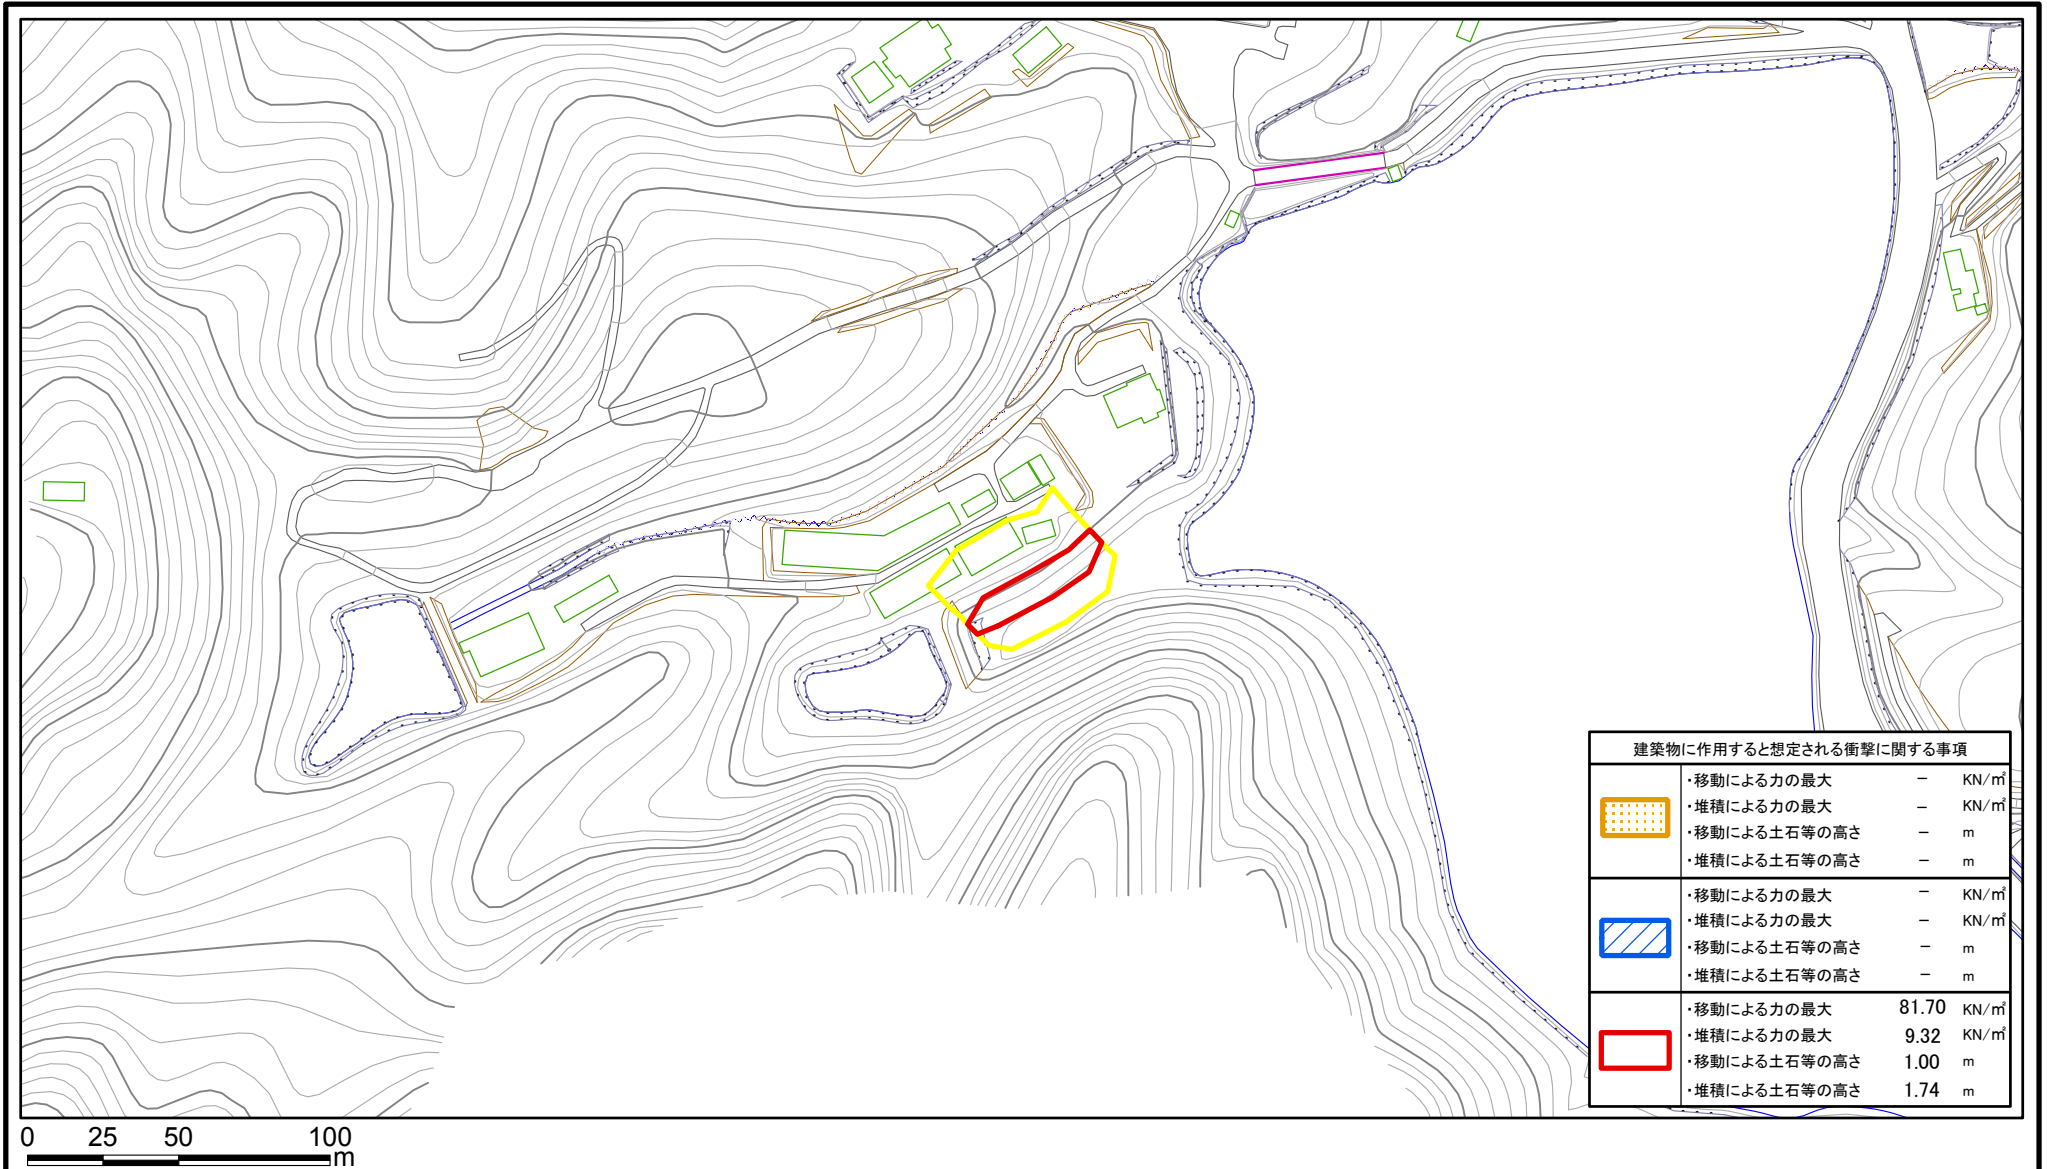 建築物に作用すると想定される衝撃に関する事項
・移動による力の最大 － KN/㎡
・堆積による力の最大 － KN/㎡
・移動による土石等の高さ － m
・堆積による土石等の高さ － m
・移動による力の最大 － KN/㎡
・堆積による力の最大 － KN/㎡
・移動による土石等の高さ － m
・堆積による土石等の高さ － m
・移動による力の最大 81.70 KN/㎡
・堆積による力の最大 9.32 KN/㎡
・移動による土石等の高さ 1.00 m
・堆積による土石等の高さ 1.74 m
0 25 50 100
m